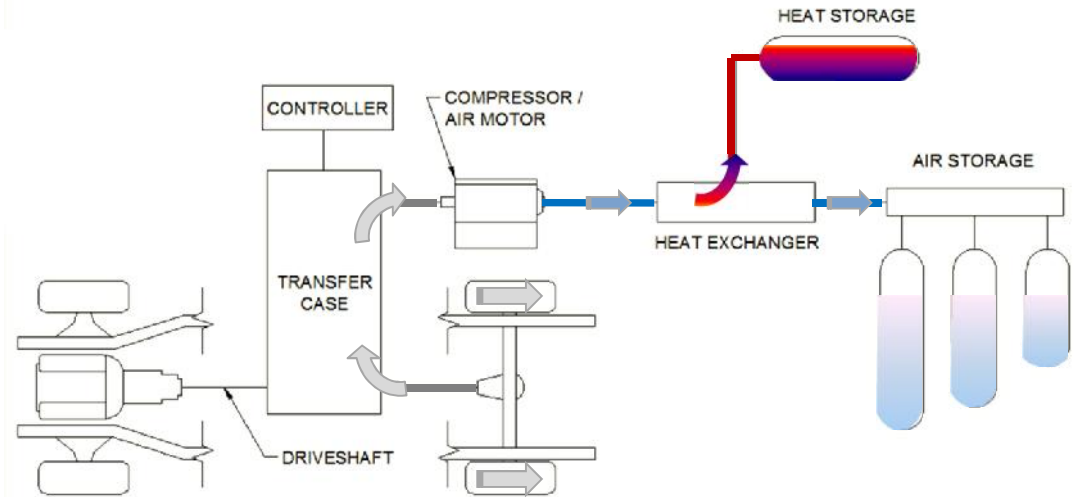 HEAT STORAGE
CONTROLLER
COMPRESSOR /
AIR MOTOR
AIR STORAGE
HEAT EXCHANGER
TRANSFER
CASE
DRIVESHAFT